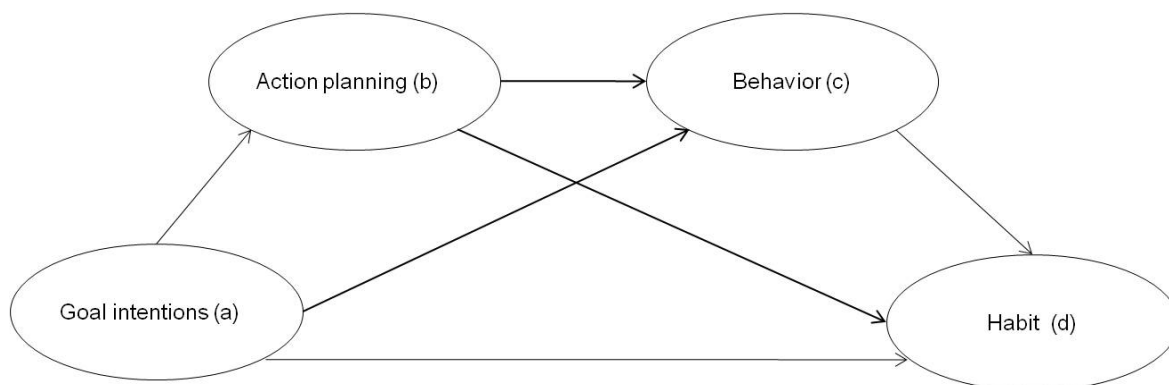 Action planning (b)
Behavior (c)
Goal intentions (a)
Habit (d)